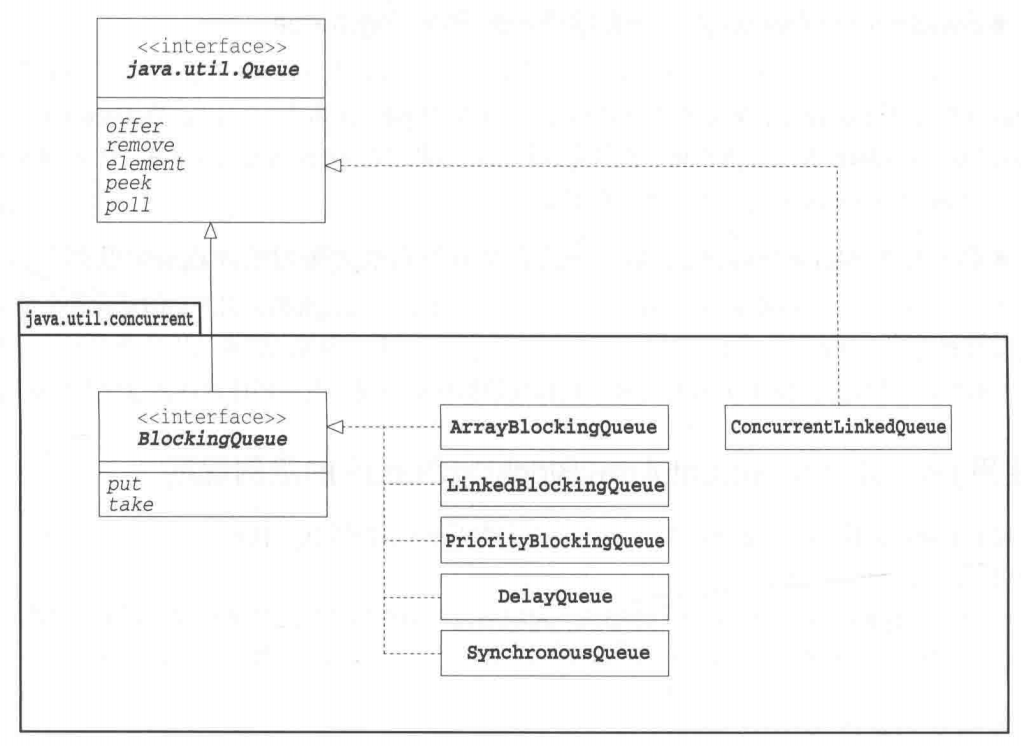 <<interface>>
java.util.Queue
offer
remove
element
peek
poll
java.util.concurrent
<<interface>>
BlockingQueue
put
take
ArrayBlockingQueue
LinkedBlockingQueue
PriorityBlockingQueue
DelayQueue
SynchronousQueue
ConcurrentLinkedQueue